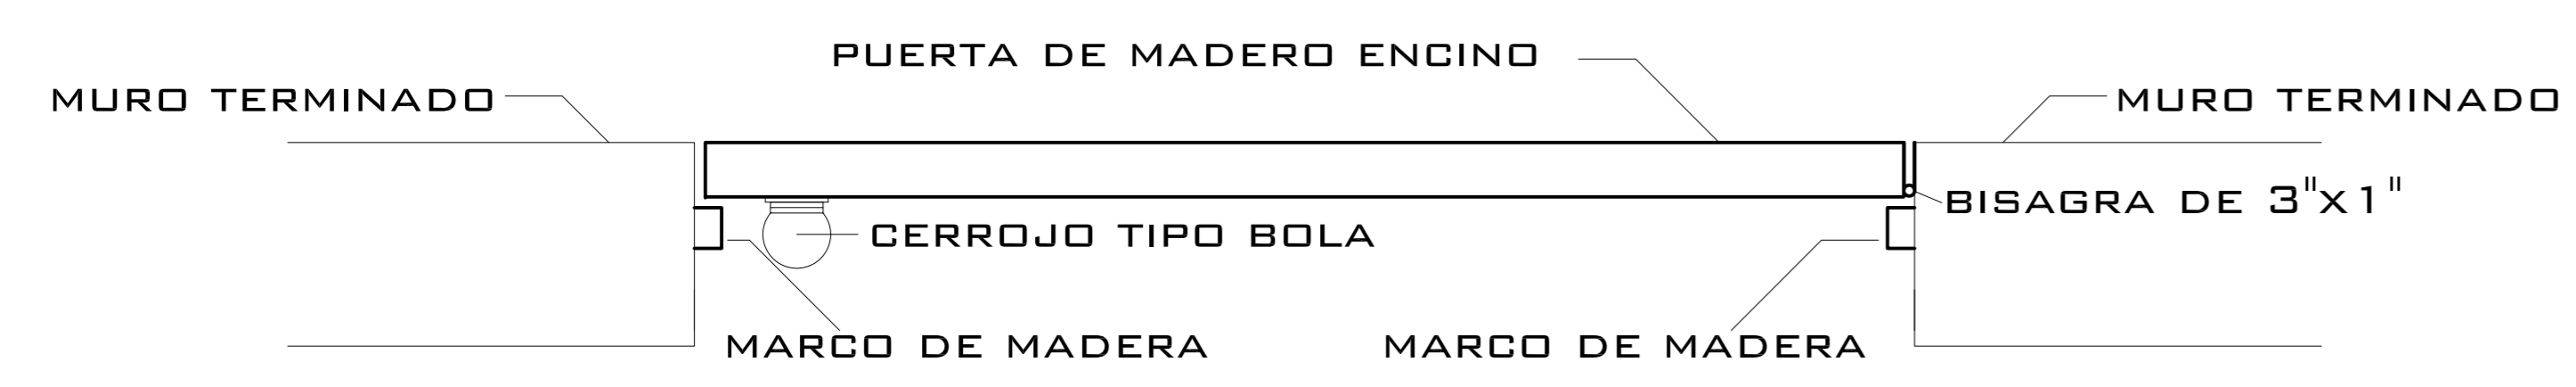 PUERTA DE MADERO ENCINO
MURO TERMINADO
MURO TERMINADO
BISAGRA DE 3"X1"
CERROJO TIPO BOLA
MARCO DE MADERA
MARCO DE MADERA